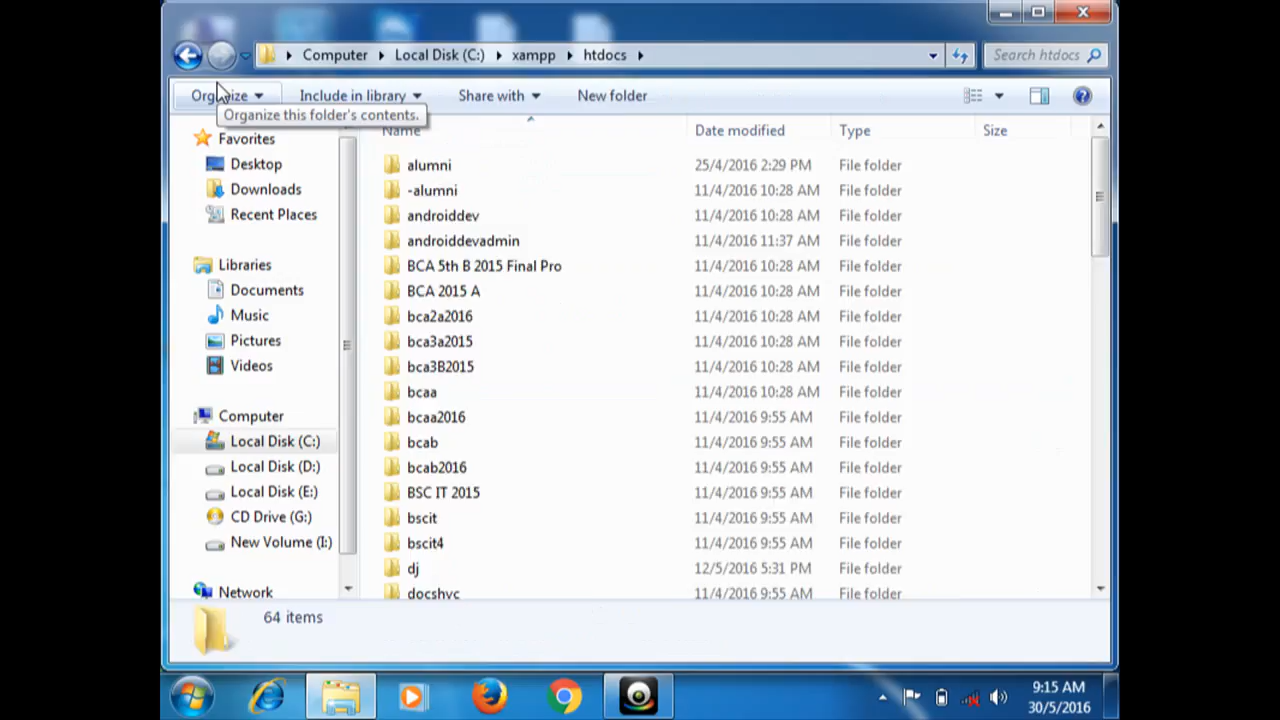 Computer Local Disk (C:) xampp htdocs Search htdocs
Organize Include in library Share with New folder
Organize this folder's contents.
Name Date modified Type Size
Favorites
Desktop
Downloads
Recent Places
Libraries
Documents
Music
Pictures
Videos
Computer
Local Disk (C:)
Local Disk (D:)
Local Disk (E:)
CD Drive (G:)
New Volume (I:)
Network
alumni 25/4/2016 2:29 PM File folder
-alumni 11/4/2016 10:28 AM File folder
androiddev 11/4/2016 10:28 AM File folder
androiddevadmin 11/4/2016 11:37 AM File folder
BCA 5th B 2015 Final Pro 11/4/2016 10:28 AM File folder
BCA 2015 A 11/4/2016 10:28 AM File folder
bca2a2016 11/4/2016 10:28 AM File folder
bca3a2015 11/4/2016 10:28 AM File folder
bca3B2015 11/4/2016 10:28 AM File folder
bcaa 11/4/2016 10:28 AM File folder
bcaa2016 11/4/2016 9:55 AM File folder
bcab 11/4/2016 9:55 AM File folder
bcab2016 11/4/2016 9:55 AM File folder
BSC IT 2015 11/4/2016 9:55 AM File folder
bscit 11/4/2016 9:55 AM File folder
bscit4 11/4/2016 9:55 AM File folder
dj 12/5/2016 5:31 PM File folder
docshvc 11/4/2016 9:55 AM File folder
64 items
9:15 AM
30/5/2016